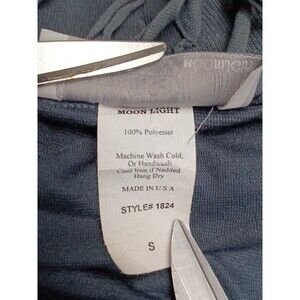 MOON LIGHT
100% Polyester
Machine Wash Cold,
Or Handwash
Cool Iron if Nedded
Hang Dry
MADE IN U.S.A
STYLE# 1824
S